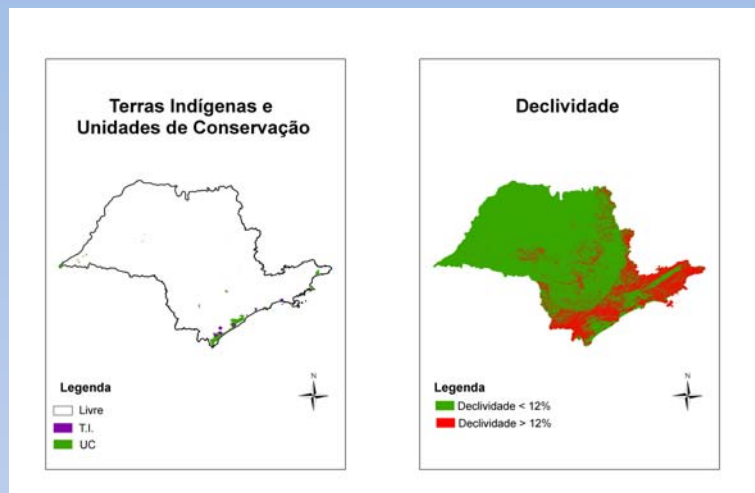 Terras Indígenas e
Unidades de Conservação
N
Legenda
Livre
T.I.
UC
Declividade
N
Legenda
Declividade < 12%
Declividade > 12%